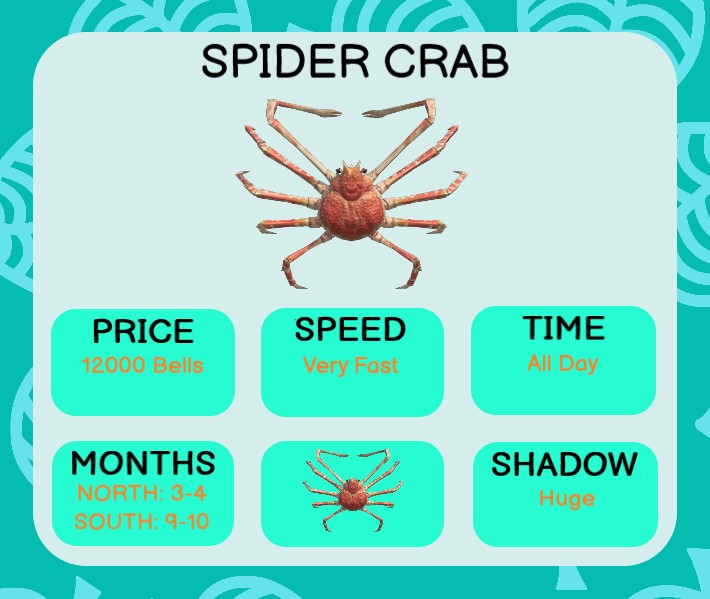 SPIDER CRAB
PRICE
12000 Bells
SPEED
Very Fast
TIME
All Day
MONTHS
NORTH: 3-4
SOUTH: 9-10
SHADOW
Huge